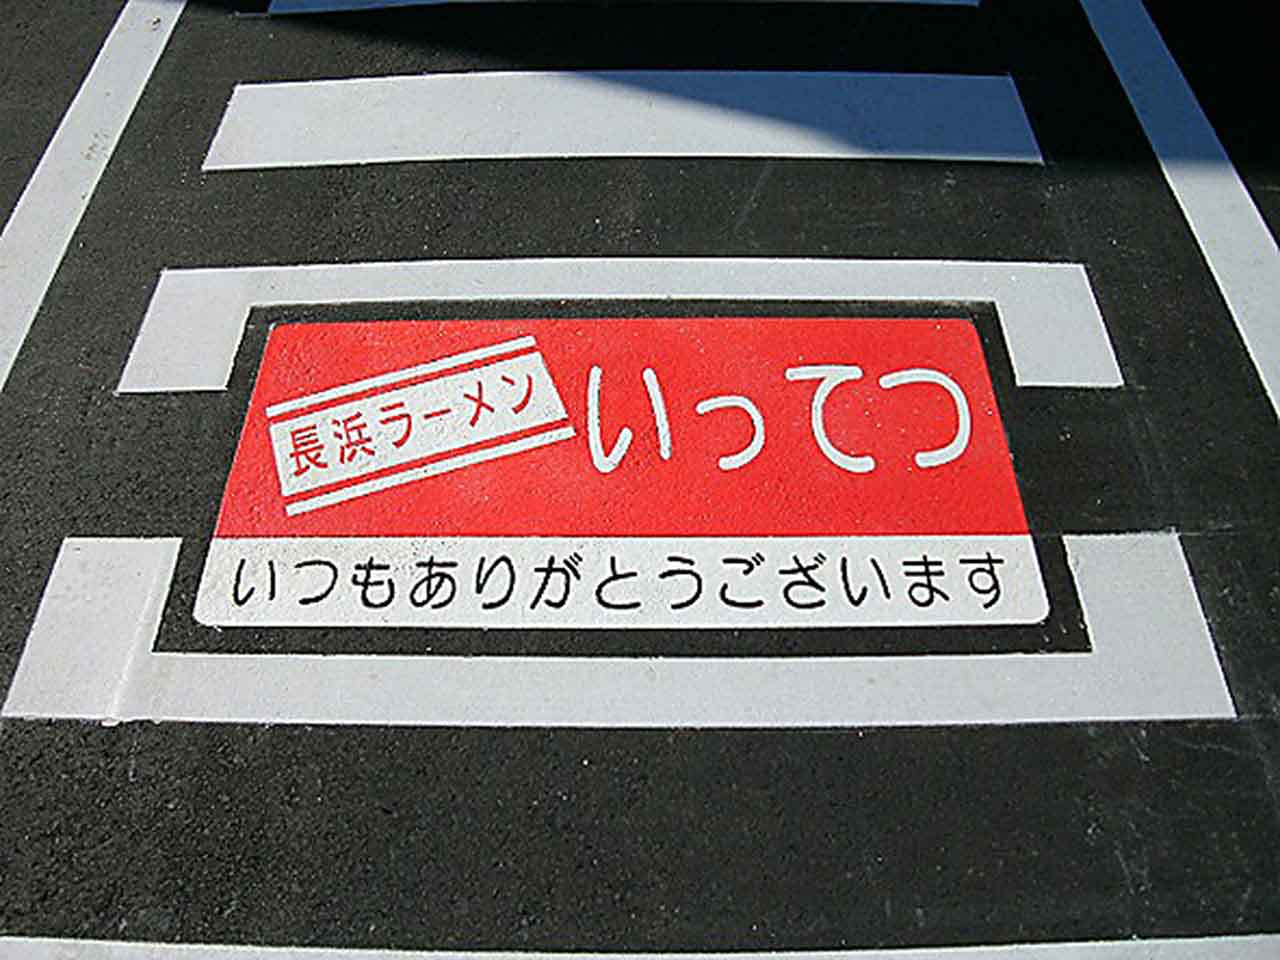 長浜ラーメン
いってつ
いつもありがとうございます